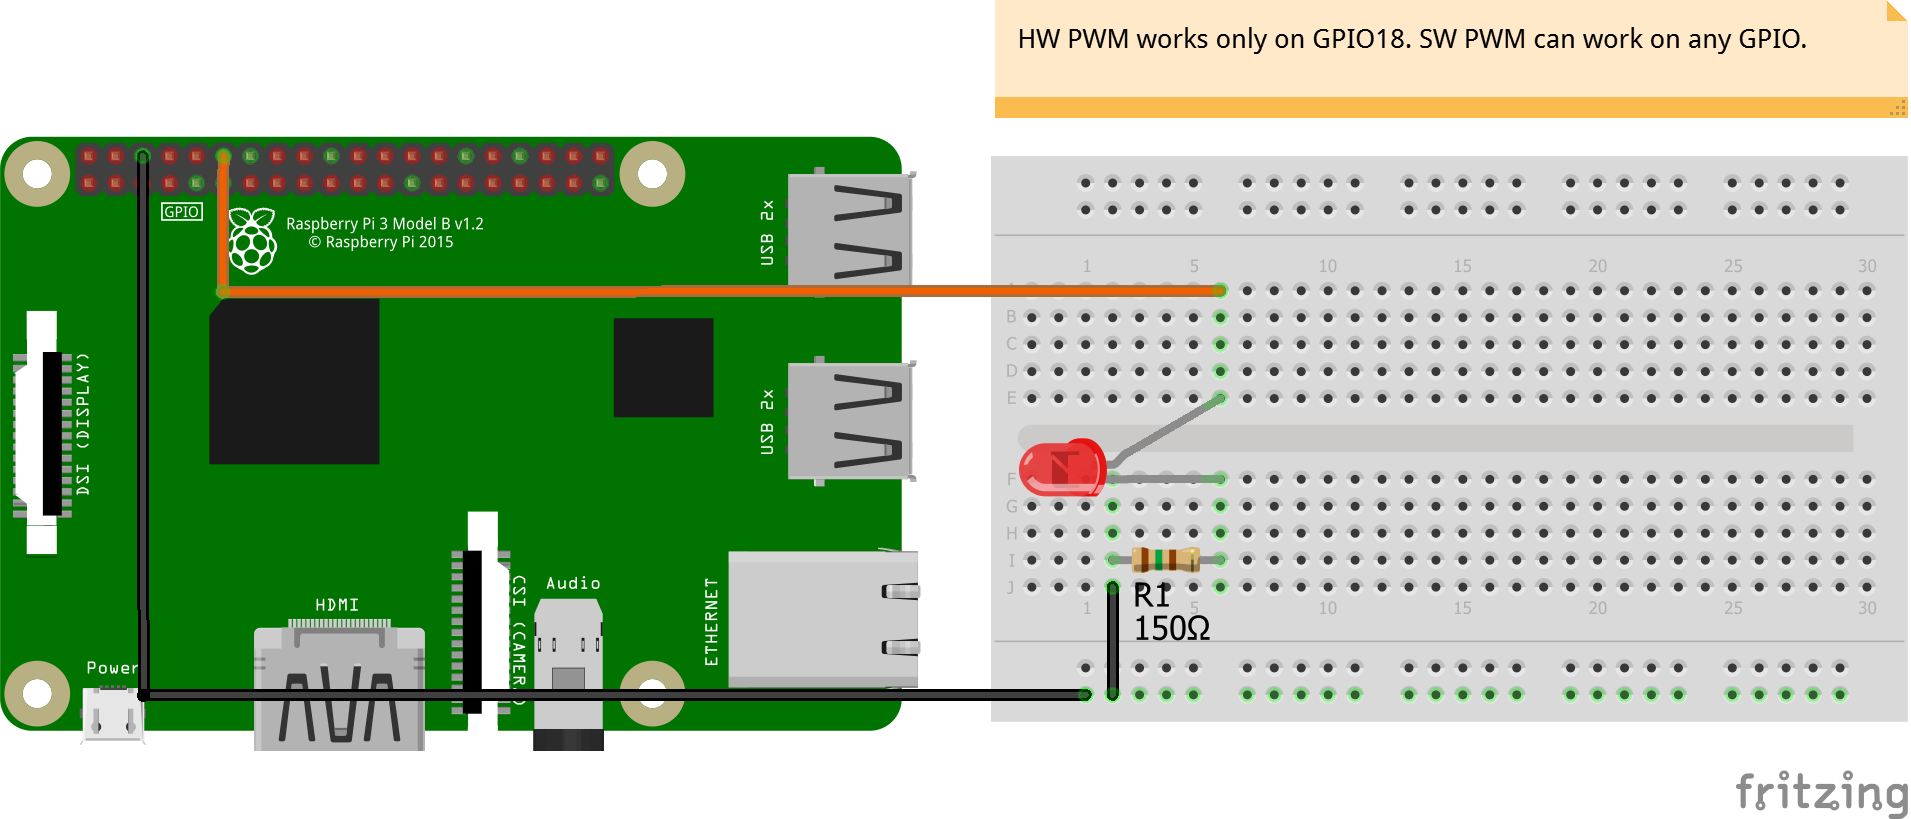 HW PWM works only on GPIO18. SW PWM can work on any GPIO.
GPIO
Raspberry Pi 3 Model B v1.2
© Raspberry Pi 2015
USB 2x
USB 2x
DSI (DISPLAY)
Power
HDMI
CSI (CAMERA)
Audio
ETHERNET
1 5 10 15 20 25 30
A
B
C
D
E
F
G
H
I
J
1 5 10 15 20 25 30
R1
150Ω
fritzing